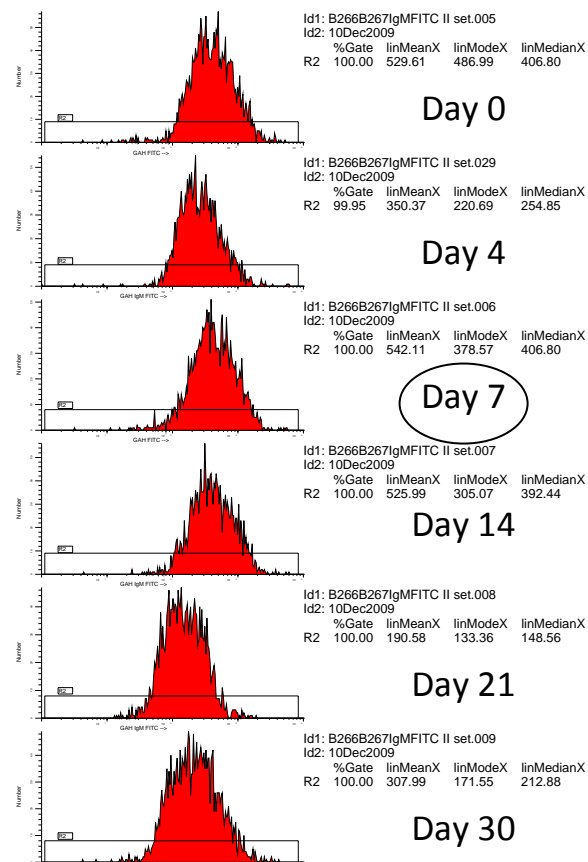 Number
R2
GAH FITC -->
Id1: B266B267IgMFITC II set.005
Id2: 10Dec2009
%Gate linMeanX linModeX linMedianX
R2 100.00 529.61 486.99 406.80
Day 0
Number
R2
GAH IgM FITC -->
Id1: B266B267IgMFITC II set.029
Id2: 10Dec2009
%Gate linMeanX linModeX linMedianX
R2 99.95 350.37 220.69 254.85
Day 4
Number
R2
GAH FITC -->
Id1: B266B267IgMFITC II set.006
Id2: 10Dec2009
%Gate linMeanX linModeX linMedianX
R2 100.00 542.11 378.57 406.80
Day 7
Number
R2
GAH IgM FITC -->
Id1: B266B267IgMFITC II set.007
Id2: 10Dec2009
%Gate linMeanX linModeX linMedianX
R2 100.00 525.99 305.07 392.44
Day 14
Number
R2
GAH IgM FITC -->
Id1: B266B267IgMFITC II set.008
Id2: 10Dec2009
%Gate linMeanX linModeX linMedianX
R2 100.00 190.58 133.36 148.56
Day 21
Number
R2
Id1: B266B267IgMFITC II set.009
Id2: 10Dec2009
%Gate linMeanX linModeX linMedianX
R2 100.00 307.99 171.55 212.88
Day 30